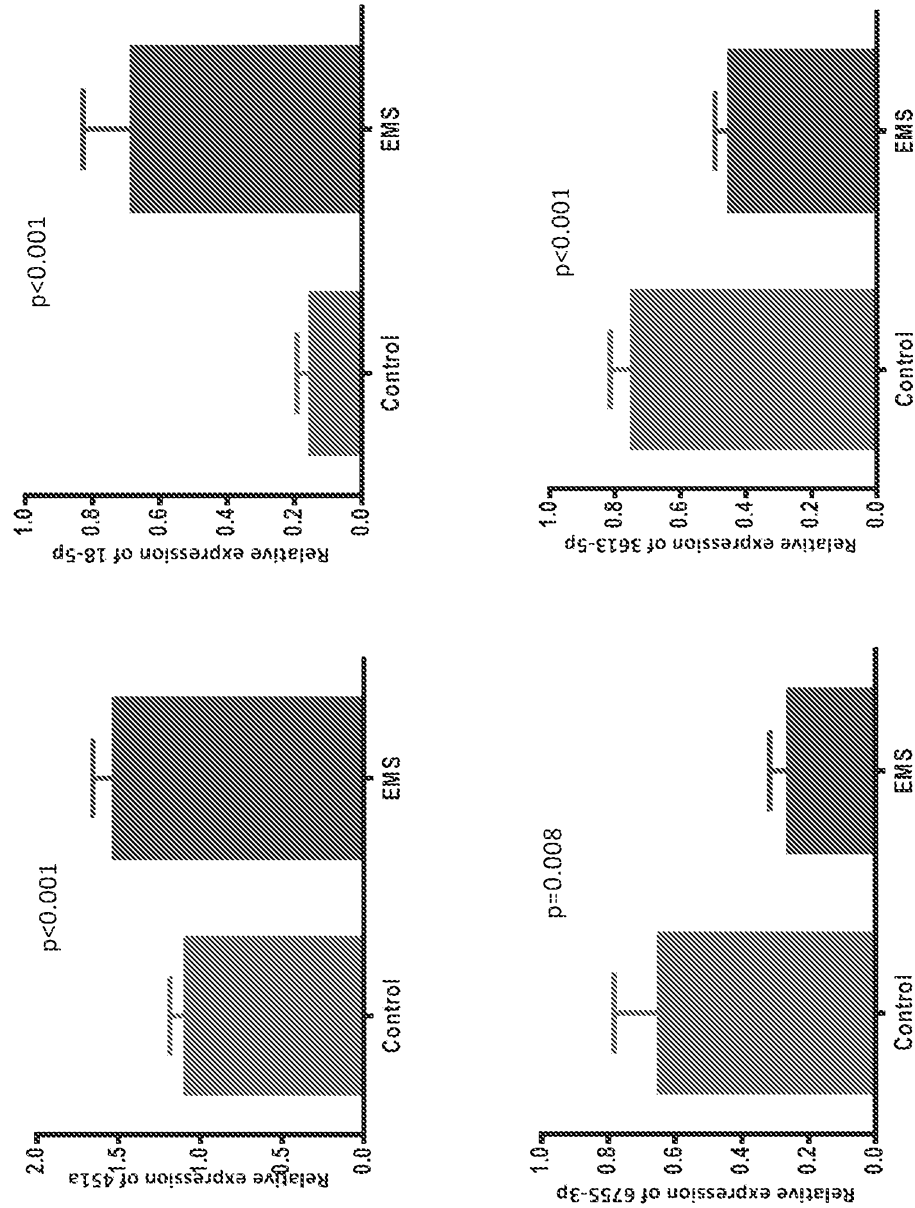 p<0.001
Relative expression of 451a
2.0
1.5
1.0
0.5
0.0
Control
EMS
p<0.001
Relative expression of 18-5p
1.0
0.8
0.6
0.4
0.2
0.0
Control
EMS
p=0.008
Relative expression of 6755-3p
1.0
0.8
0.6
0.4
0.2
0.0
Control
EMS
p<0.001
Relative expression of 3613-5p
1.0
0.8
0.6
0.4
0.2
0.0
Control
EMS